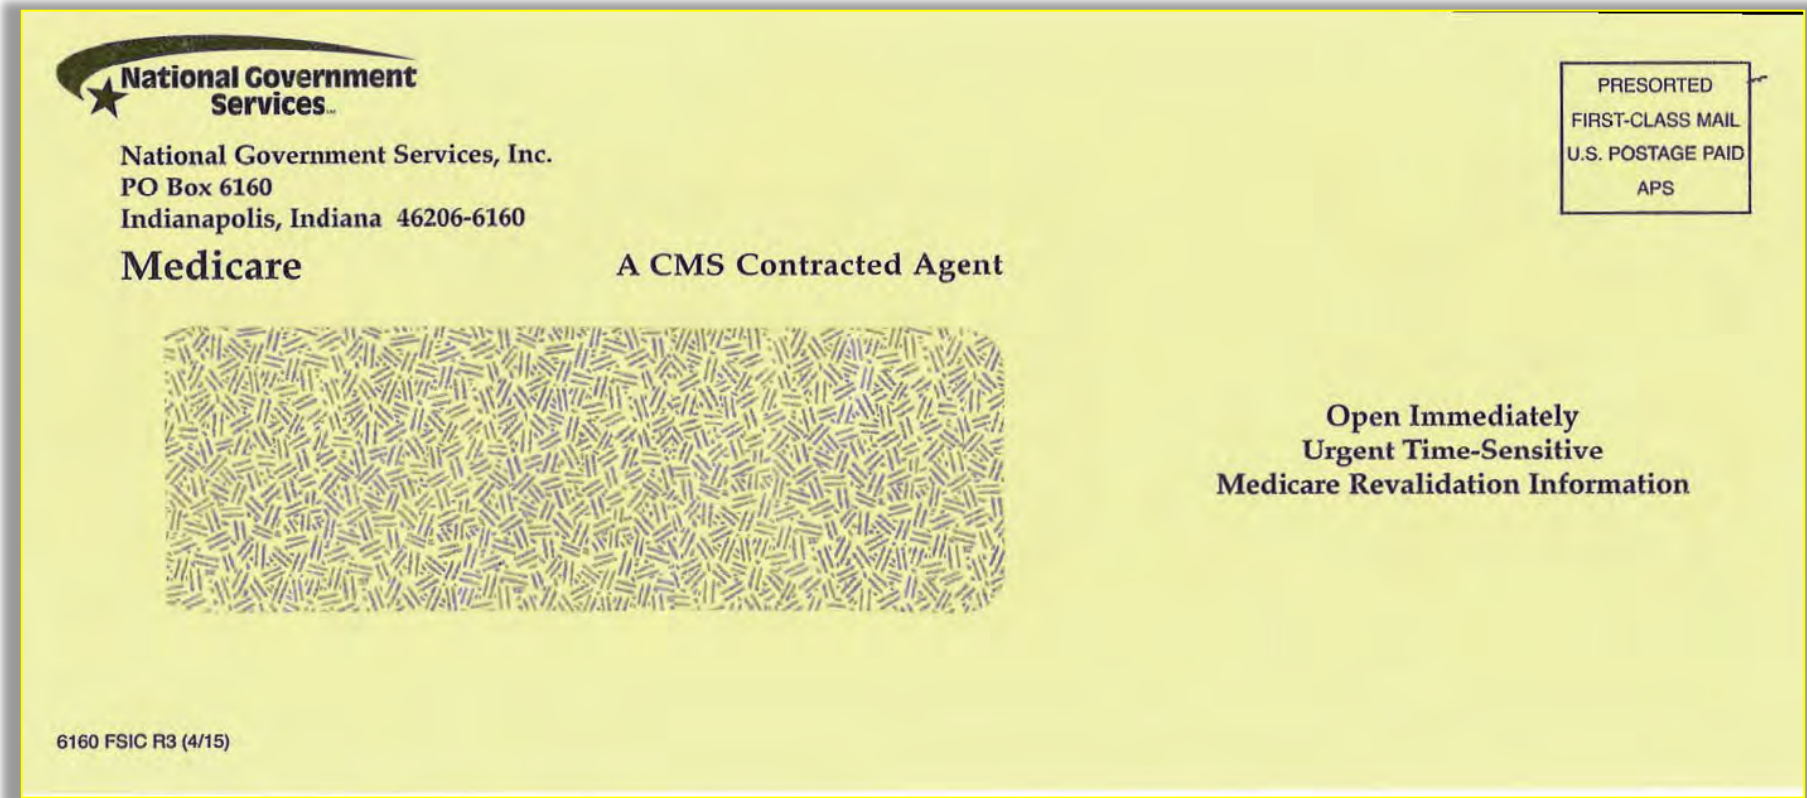 National Government
Services
National Government Services, Inc.
PO Box 6160
Indianapolis, Indiana 46206-6160
Medicare
A CMS Contracted Agent
PRESORTED
FIRST-CLASS MAIL
U.S. POSTAGE PAID
APS
Open Immediately
Urgent Time-Sensitive
Medicare Revalidation Information
6160 FSIC R3 (4/15)